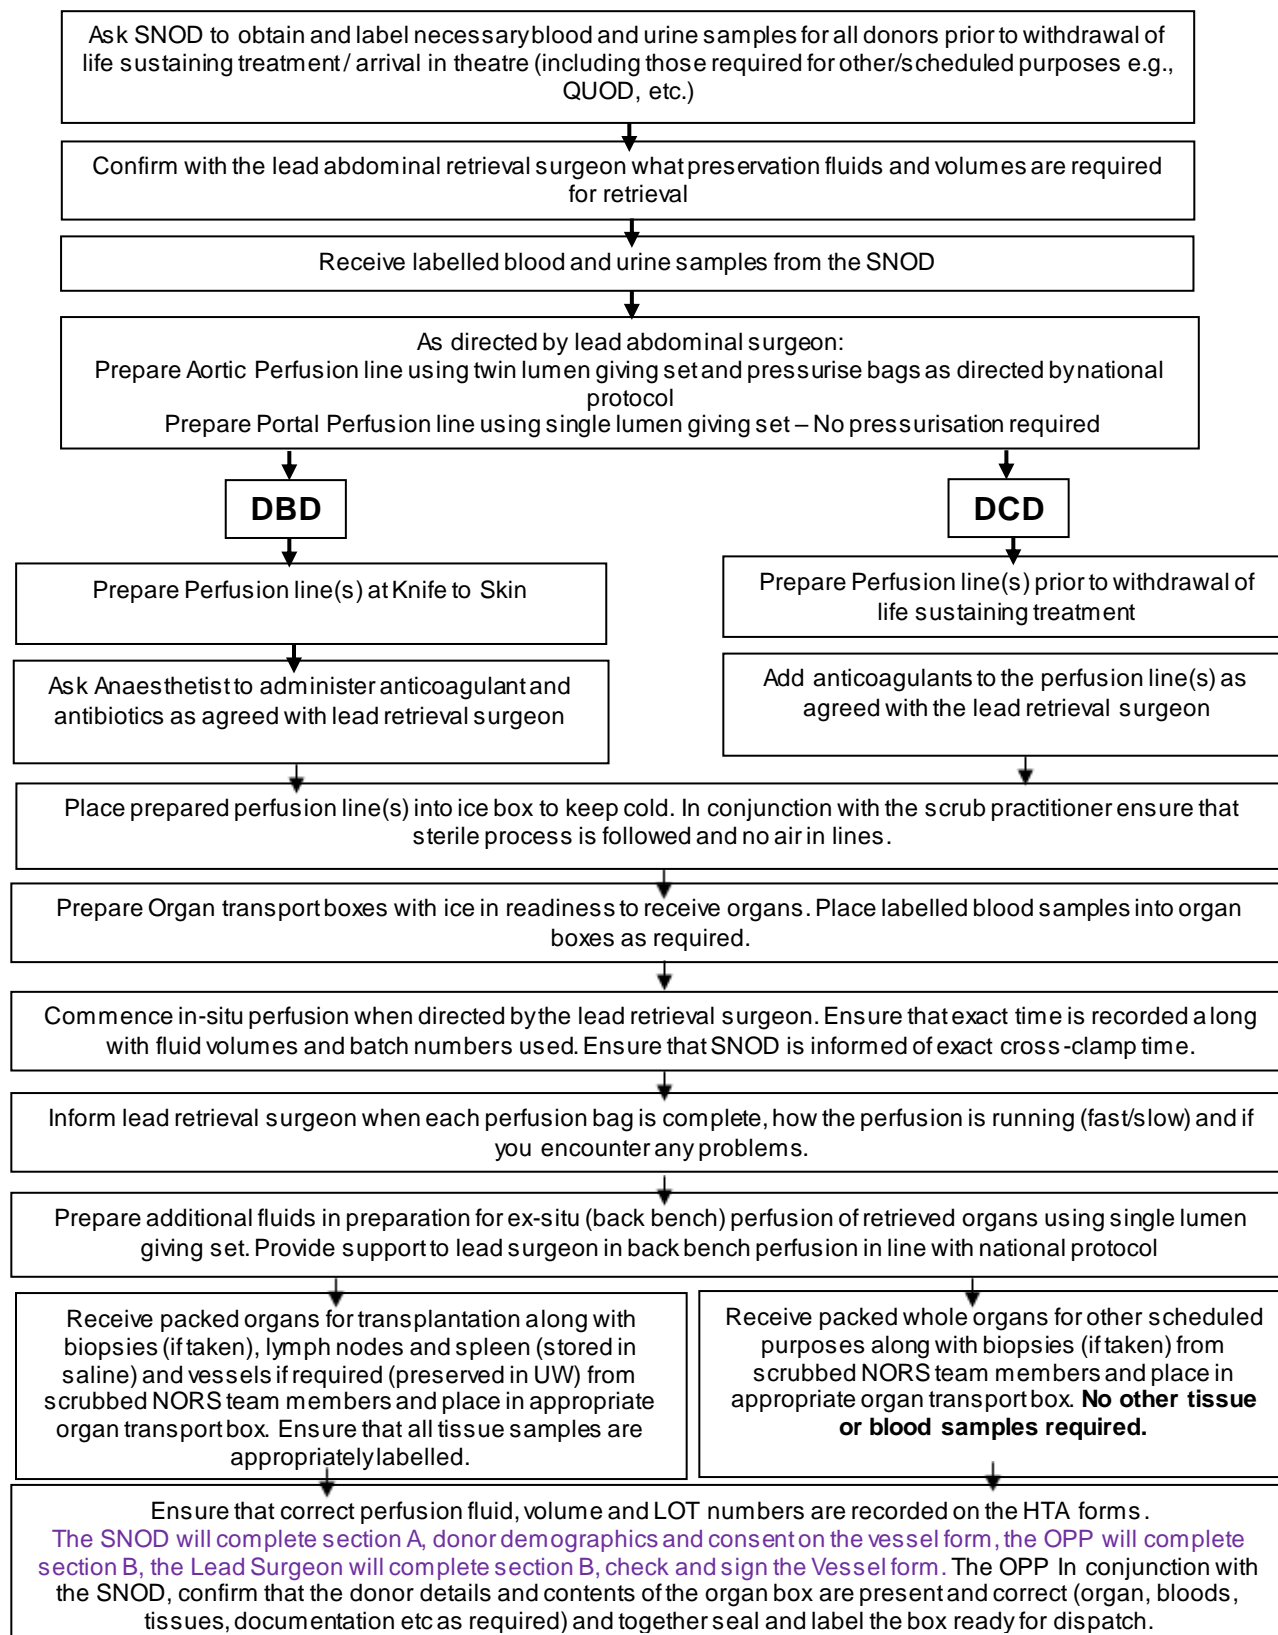 Ask SNOD to obtain and label necessary blood and urine samples for all donors prior to withdrawal of
life sustaining treatment/ arrival in theatre (including those required for other/scheduled purposes e.g.,
QUOD, etc.)
Confirm with the lead abdominal retrieval surgeon what preservation fluids and volumes are required
for retrieval
Receive labelled blood and urine samples from the SNOD
As directed by lead abdominal surgeon:
Prepare Aortic Perfusion line using twin lumen giving set and pressurise bags as directed by national
protocol
Prepare Portal Perfusion line using single lumen giving set – No pressurisation required
DBD
DCD
Prepare Perfusion line(s) at Knife to Skin
Prepare Perfusion line(s) prior to withdrawal of
life sustaining treatment
Ask Anaesthetist to administer anticoagulant and
antibiotics as agreed with lead retrieval surgeon
Add anticoagulants to the perfusion line(s) as
agreed with the lead retrieval surgeon
Place prepared perfusion line(s) into ice box to keep cold. In conjunction with the scrub practitioner ensure that
sterile process is followed and no air in lines.
Prepare Organ transport boxes with ice in readiness to receive organs. Place labelled blood samples into organ
boxes as required.
Commence in-situ perfusion when directed by the lead retrieval surgeon. Ensure that exact time is recorded along
with fluid volumes and batch numbers used. Ensure that SNOD is informed of exact cross-clamp time.
Inform lead retrieval surgeon when each perfusion bag is complete, how the perfusion is running (fast/slow) and if
you encounter any problems.
Prepare additional fluids in preparation for ex-situ (back bench) perfusion of retrieved organs using single lumen
giving set. Provide support to lead surgeon in back bench perfusion in line with national protocol
Receive packed organs for transplantation along with
biopsies (if taken), lymph nodes and spleen (stored in
saline) and vessels if required (preserved in UW) from
scrubbed NORS team members and place in appropriate
organ transport box. Ensure that all tissue samples are
appropriately labelled.
Receive packed whole organs for other scheduled
purposes along with biopsies (if taken) from
scrubbed NORS team members and place in
appropriate organ transport box. No other tissue
or blood samples required.
Ensure that correct perfusion fluid, volume and LOT numbers are recorded on the HTA forms.
The SNOD will complete section A, donor demographics and consent on the vessel form, the OPP will complete
section B, the Lead Surgeon will complete section B, check and sign the Vessel form. The OPP In conjunction with
the SNOD, confirm that the donor details and contents of the organ box are present and correct (organ, bloods,
tissues, documentation etc as required) and together seal and label the box ready for dispatch.